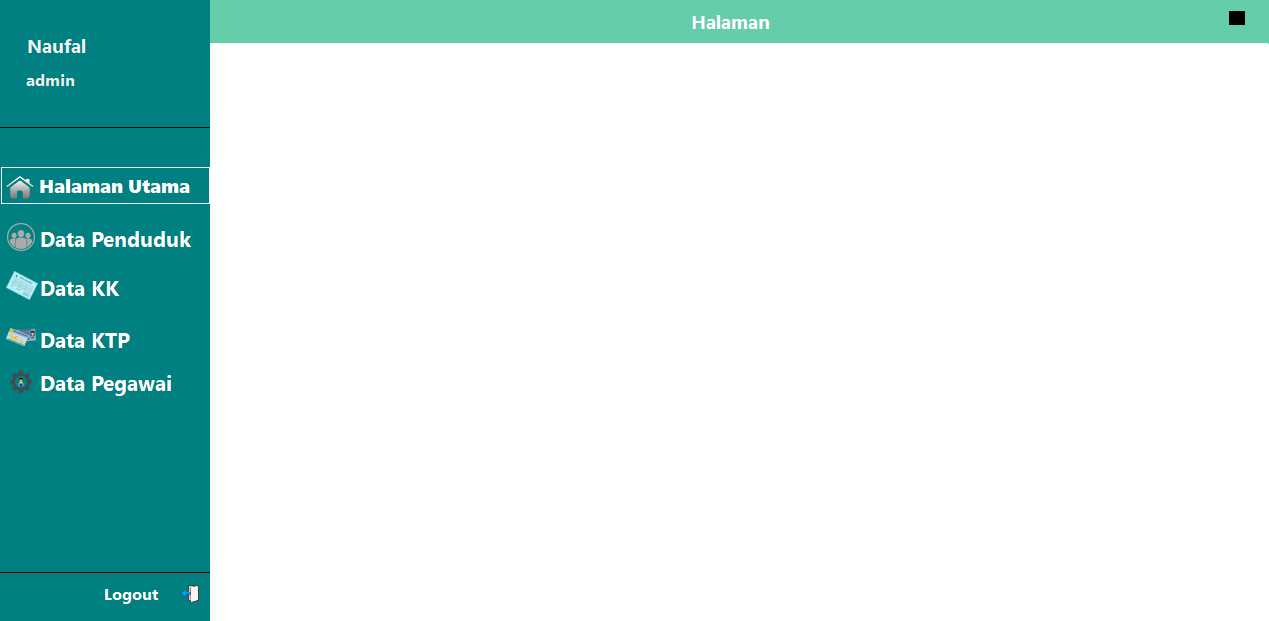 Naufal
admin
Halaman
Halaman Utama
Data Penduduk
Data KK
Data KTP
Data Pegawai
Logout